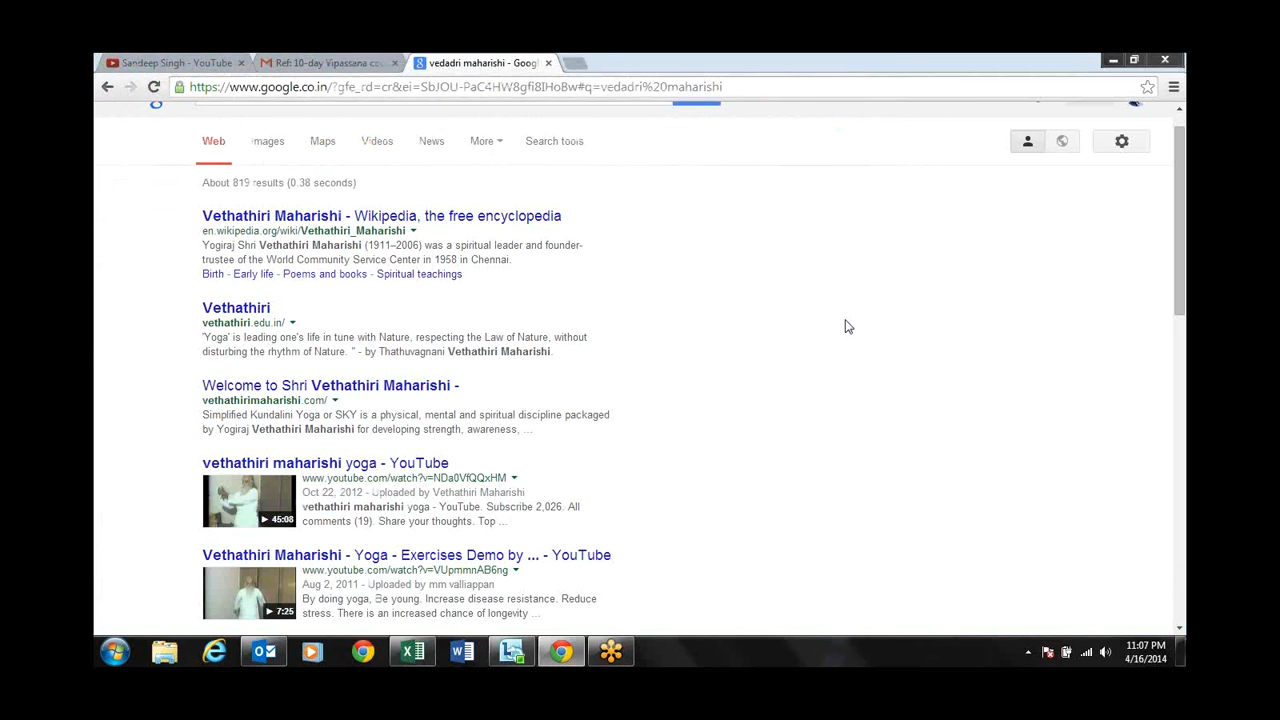 Sandeep Singh - YouTube
Ref: 10-day Vipassana cou
vedadri maharishi - Goog
https://www.google.co.in/?gfe_rd=cr&ei=SbJOU-PaC4HW8gfi8IHoBw#q=vedadri%20maharishi
Web Images Maps Videos News More Search tools
About 819 results (0.38 seconds)
Vethathiri Maharishi - Wikipedia, the free encyclopedia
en.wikipedia.org/wiki/Vethathiri_Maharishi
Yogiraj Shri Vethathiri Maharishi (1911–2006) was a spiritual leader and founder-
trustee of the World Community Service Center in 1958 in Chennai.
Birth - Early life - Poems and books - Spiritual teachings
Vethathiri
vethathiri.edu.in/
'Yoga' is leading one's life in tune with Nature, respecting the Law of Nature, without
disturbing the rhythm of Nature. " - by Thathuvagnani Vethathiri Maharishi.
Welcome to Shri Vethathiri Maharishi -
vethathirimaharishi.com/
Simplified Kundalini Yoga or SKY is a physical, mental and spiritual discipline packaged
by Yogiraj Vethathiri Maharishi for developing strength, awareness, ...
vethathiri maharishi yoga - YouTube
www.youtube.com/watch?v=NDa0VfQQxHM
Oct 22, 2012 - Uploaded by Vethathiri Maharishi
vethathiri maharishi yoga - YouTube. Subscribe 2,026. All
comments (19). Share your thoughts. Top ...
45:08
Vethathiri Maharishi - Yoga - Exercises Demo by ... - YouTube
www.youtube.com/watch?v=VUpmmnAB6ng
Aug 2, 2011 - Uploaded by mm valliappan
By doing yoga, Be young. Increase disease resistance. Reduce
stress. There is an increased chance of longevity ...
7:25
11:07 PM
4/16/2014